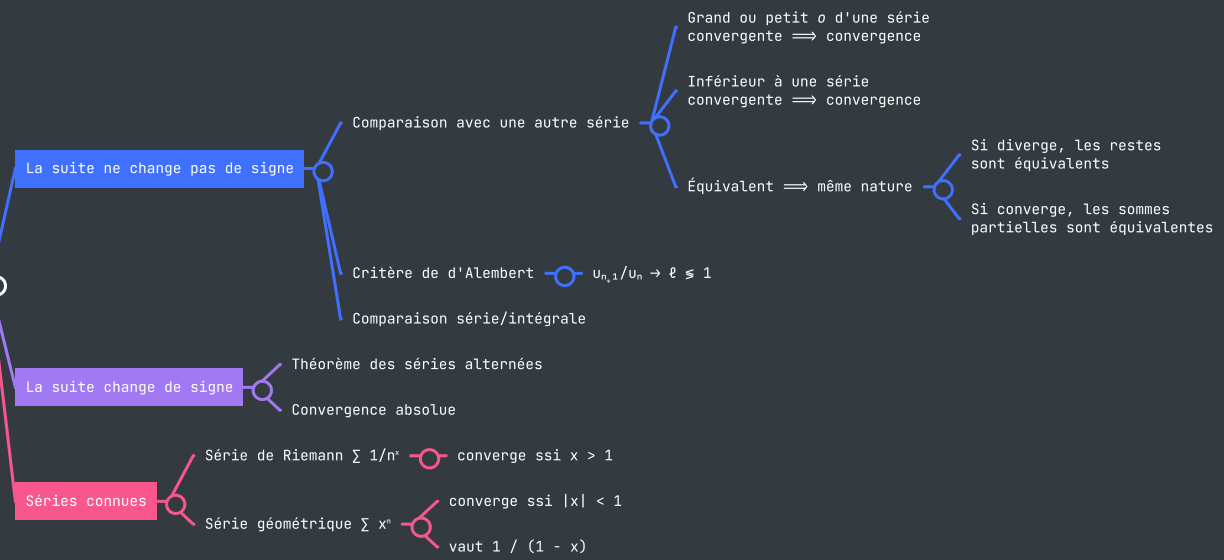 Grand ou petit o d'une série
convergente ⟹ convergence
Inférieur à une série
convergente ⟹ convergence
Comparaison avec une autre série
Si diverge, les restes
sont équivalents
La suite ne change pas de signe
Équivalent ⟹ même nature
Si converge, les sommes
partielles sont équivalentes
Critère de d'Alembert
uₙ₊₁/uₙ → ℓ ≶ 1
Comparaison série/intégrale
Théorème des séries alternées
La suite change de signe
Convergence absolue
Série de Riemann ∑ 1/nˣ
converge ssi x > 1
Séries connues
converge ssi |x| < 1
Série géométrique ∑ xⁿ
vaut 1 / (1 - x)